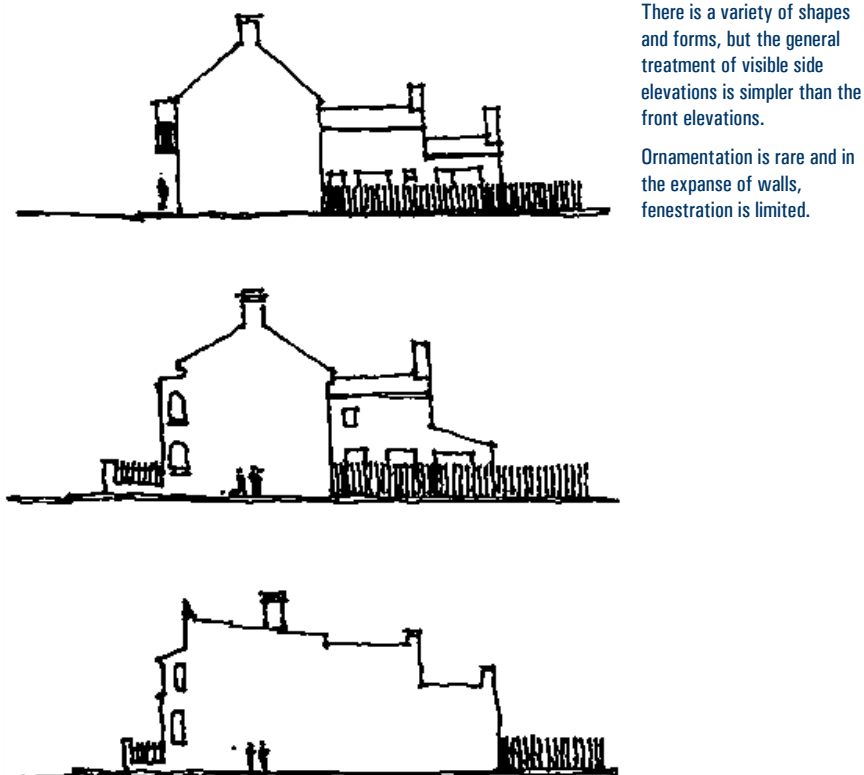 There is a variety of shapes
and forms, but the general
treatment of visible side
elevations is simpler than the
front elevations.
Ornamentation is rare and in
the expanse of walls,
fenestration is limited.